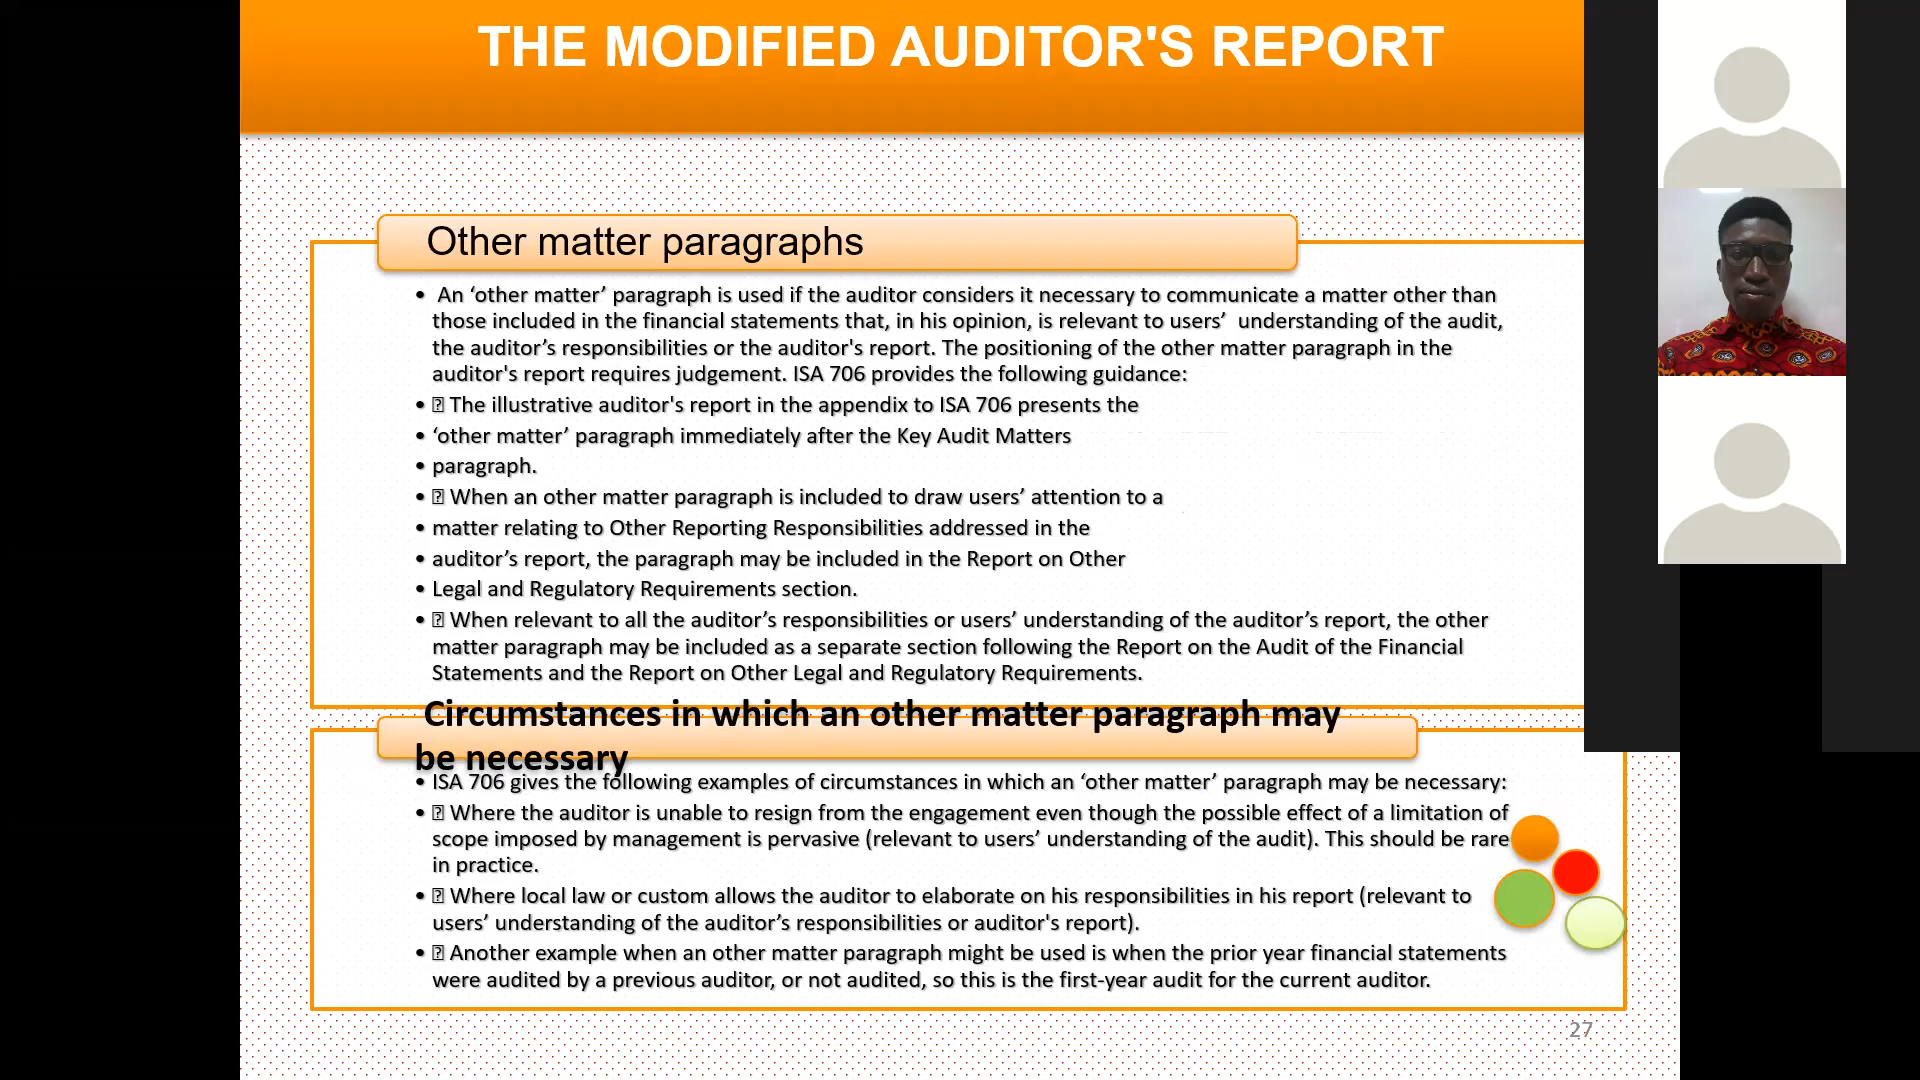 THE MODIFIED AUDITOR'S REPORT
Other matter paragraphs
• An ‘other matter’ paragraph is used if the auditor considers it necessary to communicate a matter other than
those included in the financial statements that, in his opinion, is relevant to users’ understanding of the audit,
the auditor’s responsibilities or the auditor's report. The positioning of the other matter paragraph in the
auditor's report requires judgement. ISA 706 provides the following guidance:
• The illustrative auditor's report in the appendix to ISA 706 presents the
• ‘other matter’ paragraph immediately after the Key Audit Matters
• paragraph.
• When an other matter paragraph is included to draw users’ attention to a
• matter relating to Other Reporting Responsibilities addressed in the
• auditor’s report, the paragraph may be included in the Report on Other
• Legal and Regulatory Requirements section.
• When relevant to all the auditor’s responsibilities or users’ understanding of the auditor’s report, the other
matter paragraph may be included as a separate section following the Report on the Audit of the Financial
Statements and the Report on Other Legal and Regulatory Requirements.
Circumstances in which an other matter paragraph may
be necessary
• ISA 706 gives the following examples of circumstances in which an ‘other matter’ paragraph may be necessary:
• Where the auditor is unable to resign from the engagement even though the possible effect of a limitation of
scope imposed by management is pervasive (relevant to users’ understanding of the audit). This should be rare
in practice.
• Where local law or custom allows the auditor to elaborate on his responsibilities in his report (relevant to
users’ understanding of the auditor’s responsibilities or auditor's report).
• Another example when an other matter paragraph might be used is when the prior year financial statements
were audited by a previous auditor, or not audited, so this is the first-year audit for the current auditor.
27